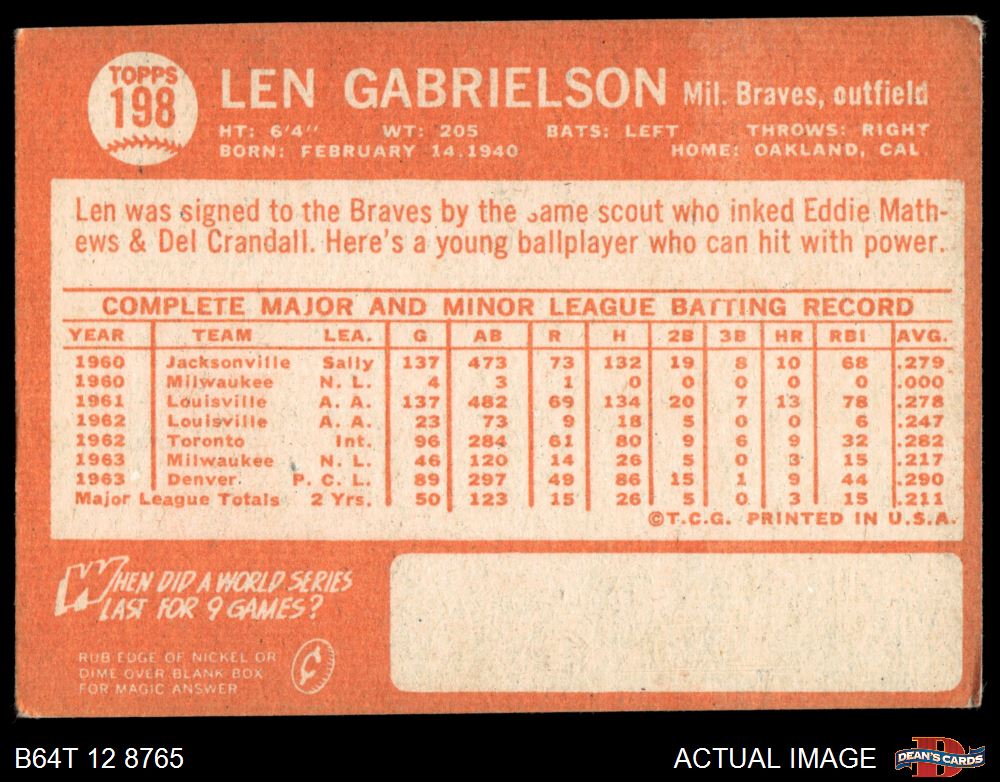 TOPPS
198
LEN GABRIELSON Mil. Braves, outfield
HT: 6'4" WT: 205 BATS: LEFT THROWS: RIGHT
BORN: FEBRUARY 14.1940 HOME: OAKLAND, CAL.
Len was signed to the Braves by the same scout who inked Eddie Math-
ews & Del Crandall. Here's a young ballplayer who can hit with power.
COMPLETE MAJOR AND MINOR LEAGUE BATTING RECORD
YEAR TEAM LEA. G AB R H 2B 3B HR RBI AVG.
1960 Jacksonville Sally 137 473 73 132 19 8 10 68 .279
1960 Milwaukee N. L. 4 3 1 0 0 0 0 0 .000
1961 Louisville A. A. 137 482 69 134 20 7 13 78 .278
1962 Louisville A. A. 23 73 9 18 5 0 0 6 .247
1962 Toronto Int. 96 284 61 80 9 6 9 32 .282
1963 Milwaukee N. L. 46 120 14 26 5 0 3 15 .217
1963 Denver P. C. L. 89 297 49 86 15 1 9 44 .290
Major League Totals 2 Yrs. 50 123 15 26 5 0 3 15 .211
©T.C.G. PRINTED IN U.S.A.
WHEN DID A WORLD SERIES
LAST FOR 9 GAMES?
RUB EDGE OF NICKEL OR
DIME OVER BLANK BOX
FOR MAGIC ANSWER
¢
B64T 12 8765 ACTUAL IMAGE
D
DEAN'S CARDS